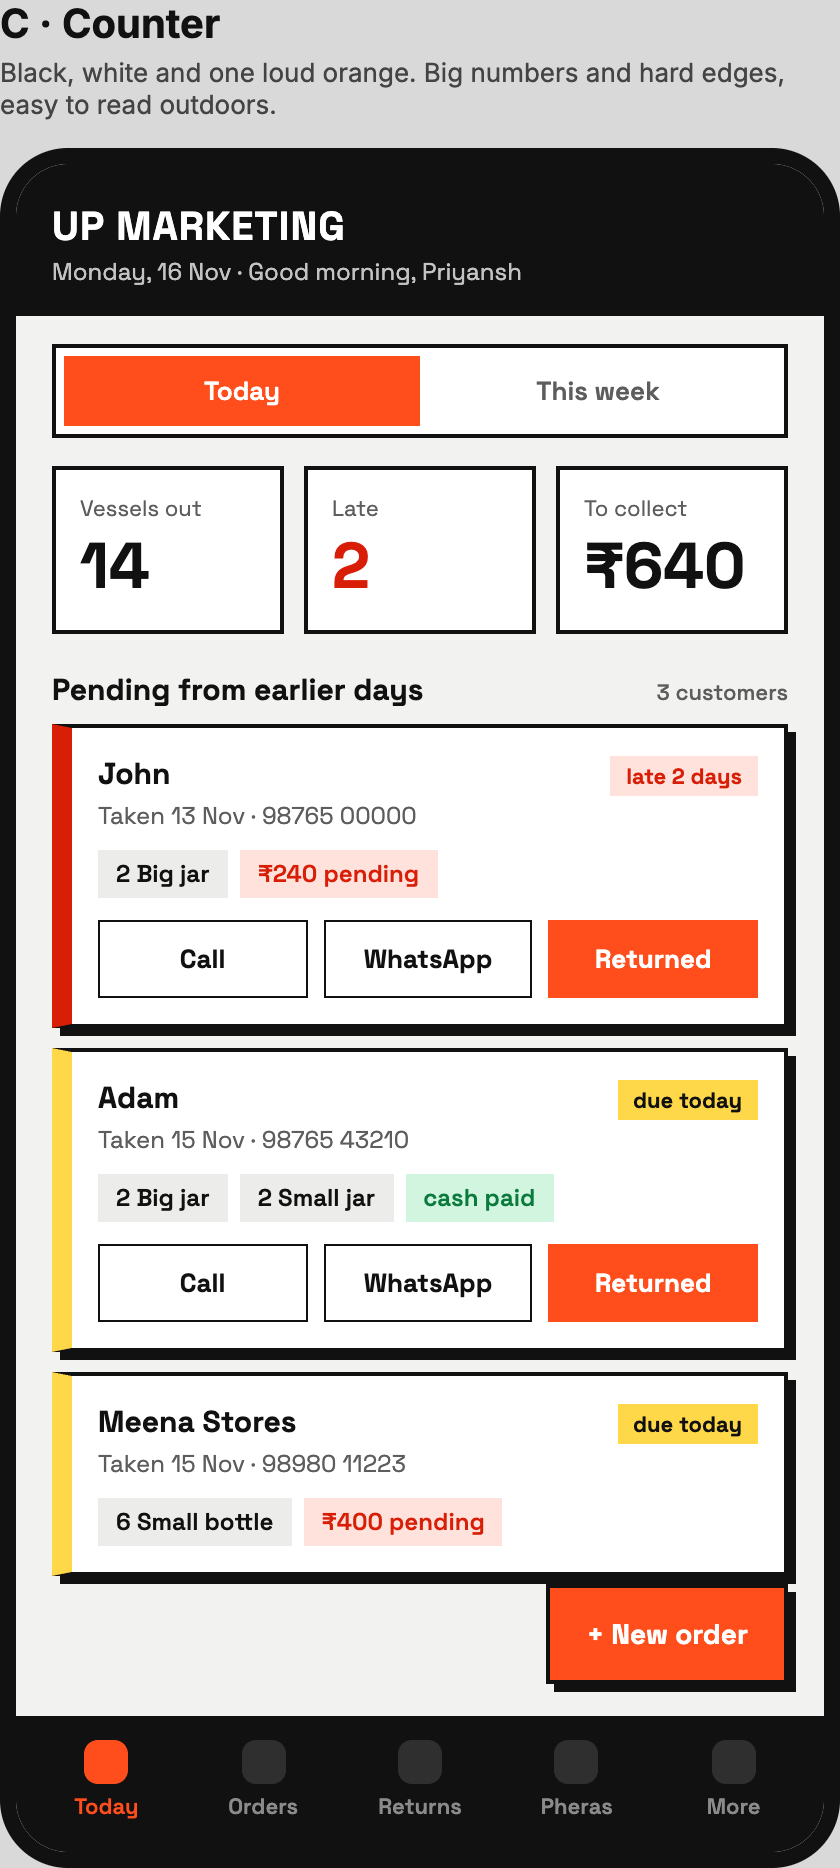 C · Counter
Black, white and one loud orange. Big numbers and hard edges,
easy to read outdoors.
UP MARKETING
Monday, 16 Nov · Good morning, Priyansh
Today
This week
Vessels out
14
Late
2
To collect
₹640
Pending from earlier days
3 customers
John
late 2 days
Taken 13 Nov · 98765 00000
2 Big jar
₹240 pending
Call
WhatsApp
Returned
Adam
due today
Taken 15 Nov · 98765 43210
2 Big jar
2 Small jar
cash paid
Call
WhatsApp
Returned
Meena Stores
due today
Taken 15 Nov · 98980 11223
6 Small bottle
₹400 pending
+ New order
Today
Orders
Returns
Pheras
More